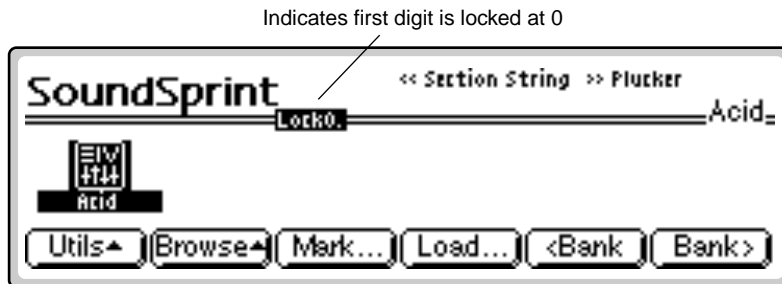 Indicates first digit is locked at 0
SoundSprint
<< Section String >> Plucker
Lock0.
Acid
Acid
Utils Browse Mark... Load... <Bank Bank>